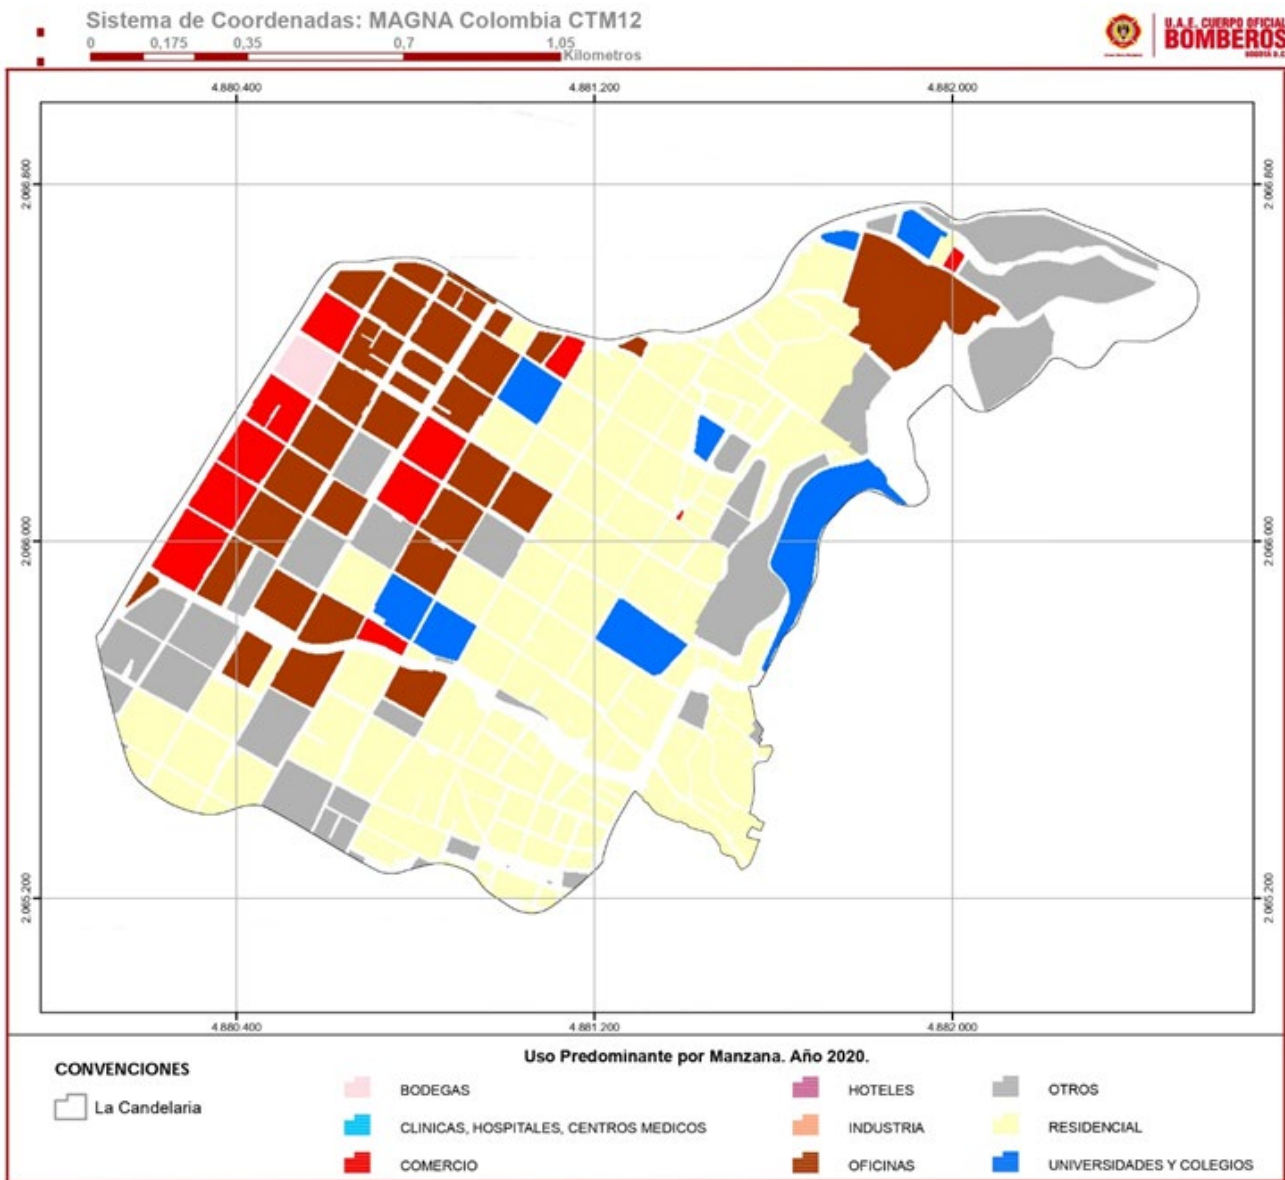 Sistema de Coordenadas: MAGNA Colombia CTM12
0 0,175 0,35 0,7 1,05
Kilometros
U.A.E. CUERPO OFICIAL
BOMBEROS
BOGOTÁ D.C.
4.880.400 4.881.200 4.882.000
2.066.800 2.066.800
2.066.000 2.066.000
2.065.200 2.065.200
4.880.400 4.881.200 4.882.000
Uso Predominante por Manzana. Año 2020.
CONVENCIONES
La Candelaria
BODEGAS
CLINICAS, HOSPITALES, CENTROS MEDICOS
COMERCIO
HOTELES
INDUSTRIA
OFICINAS
OTROS
RESIDENCIAL
UNIVERSIDADES Y COLEGIOS